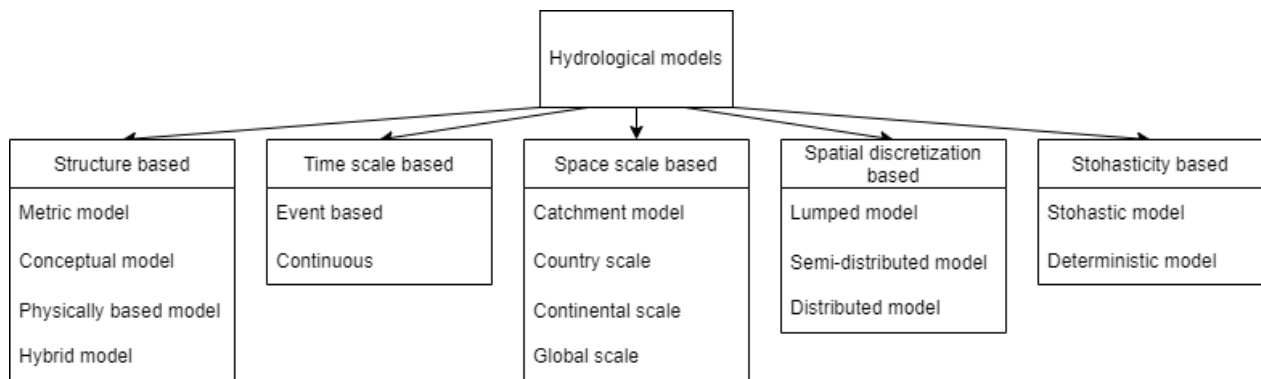 Hydrological models
Structure based
Metric model
Conceptual model
Physically based model
Hybrid model
Time scale based
Event based
Continuous
Space scale based
Catchment model
Country scale
Continental scale
Global scale
Spatial discretization
based
Lumped model
Semi-distributed model
Distributed model
Stohasticity based
Stohastic model
Deterministic model